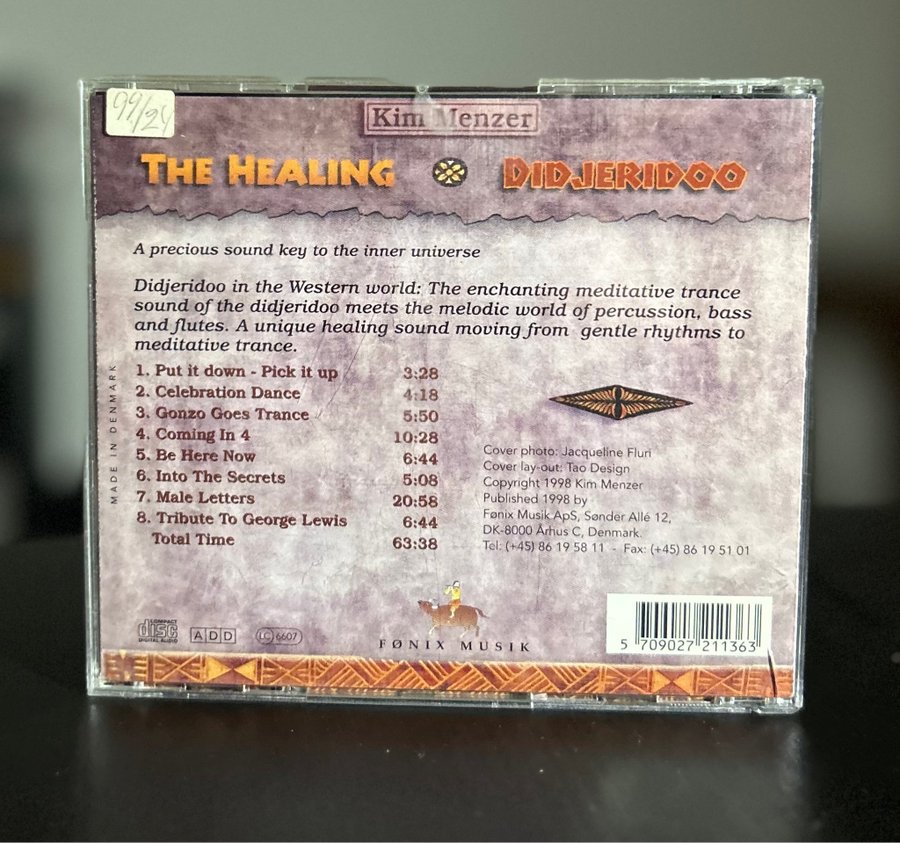 99/24
Kim Menzer
THE HEALING DIDJERIDOO
A precious sound key to the inner universe
Didjeridoo in the Western world: The enchanting meditative trance
sound of the didjeridoo meets the melodic world of percussion, bass
and flutes. A unique healing sound moving from gentle rhythms to
meditative trance.
1. Put it down - Pick it up 3:28
2. Celebration Dance 4:18
3. Gonzo Goes Trance 5:50
4. Coming In 4 10:28
5. Be Here Now 6:44
6. Into The Secrets 5:08
7. Male Letters 20:58
8. Tribute To George Lewis 6:44
Total Time 63:38
MADE IN DENMARK
Cover photo: Jacqueline Fluri
Cover lay-out: Tao Design
Copyright 1998 Kim Menzer
Published 1998 by
Fønix Musik ApS, Sønder Allé 12,
DK-8000 Århus C, Denmark.
Tel: (+45) 86 19 58 11 - Fax: (+45) 86 19 51 01
COMPACT
disc
DIGITAL AUDIO
ADD
LC 6607
FØNIX MUSIK
5 709027 211363